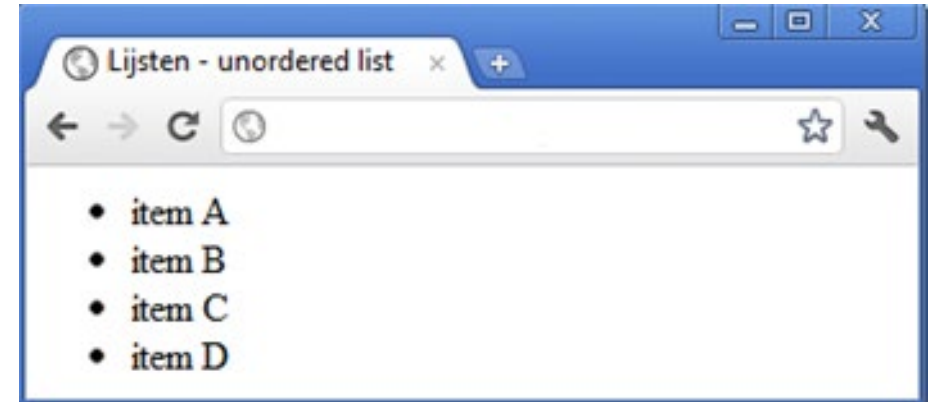 Lijsten - unordered list
item A
item B
item C
item D